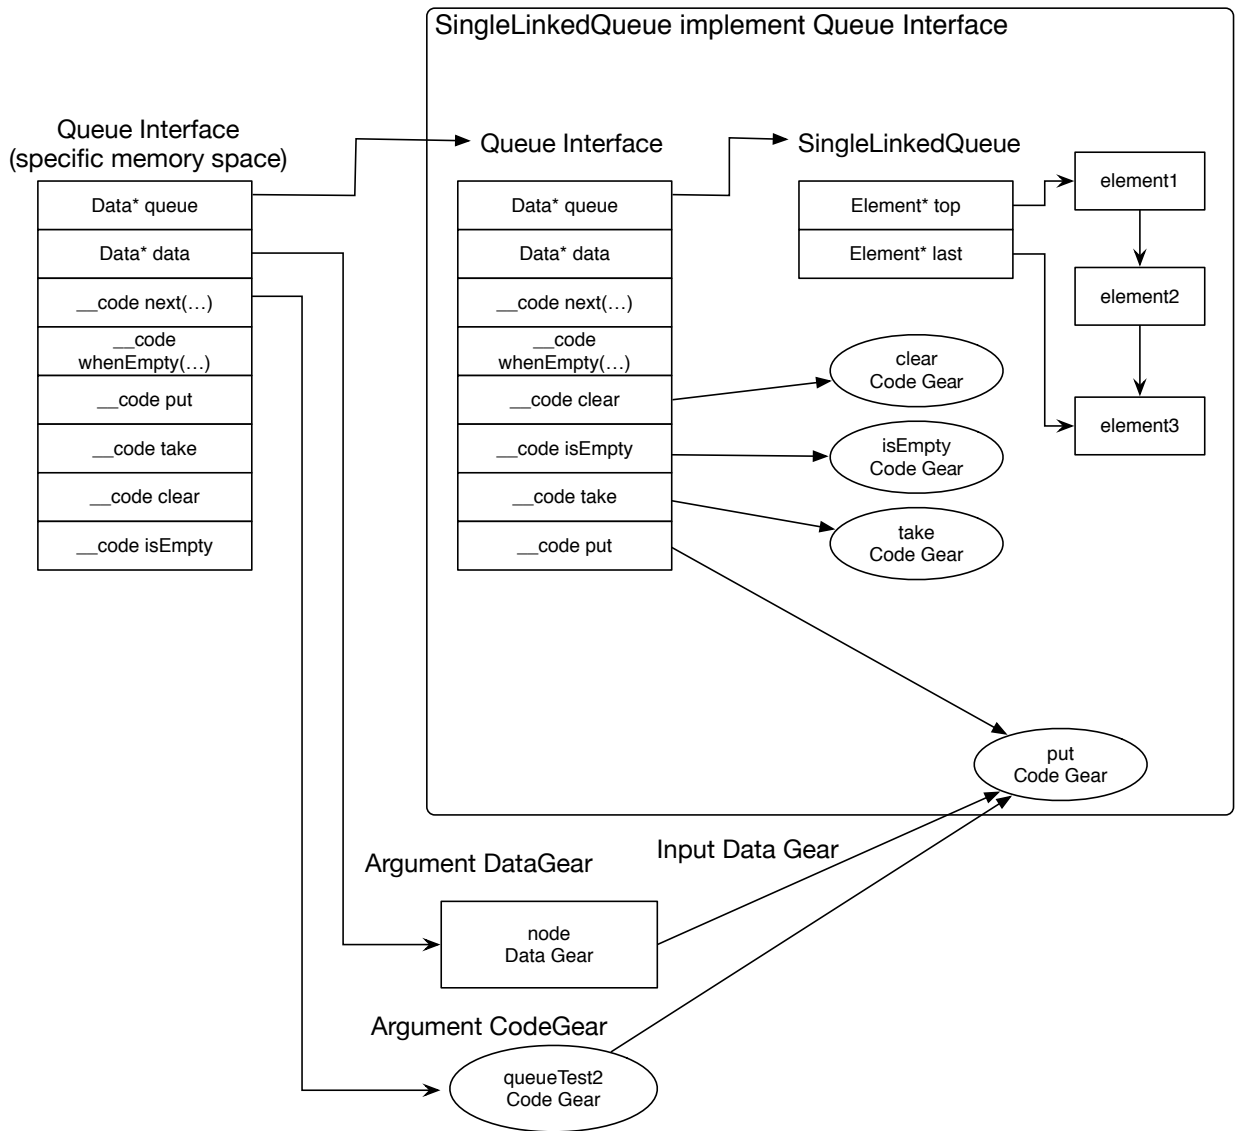 SingleLinkedQueue implement Queue Interface
Queue Interface
(specific memory space)
Data* queue
Data* data
__code next(…)
__code
whenEmpty(…)
__code put
__code take
__code clear
__code isEmpty
Queue Interface
Data* queue
Data* data
__code next(…)
__code
whenEmpty(…)
__code clear
__code isEmpty
__code take
__code put
SingleLinkedQueue
Element* top
Element* last
element1
element2
element3
clear
Code Gear
isEmpty
Code Gear
take
Code Gear
put
Code Gear
Argument DataGear
Input Data Gear
node
Data Gear
Argument CodeGear
queueTest2
Code Gear